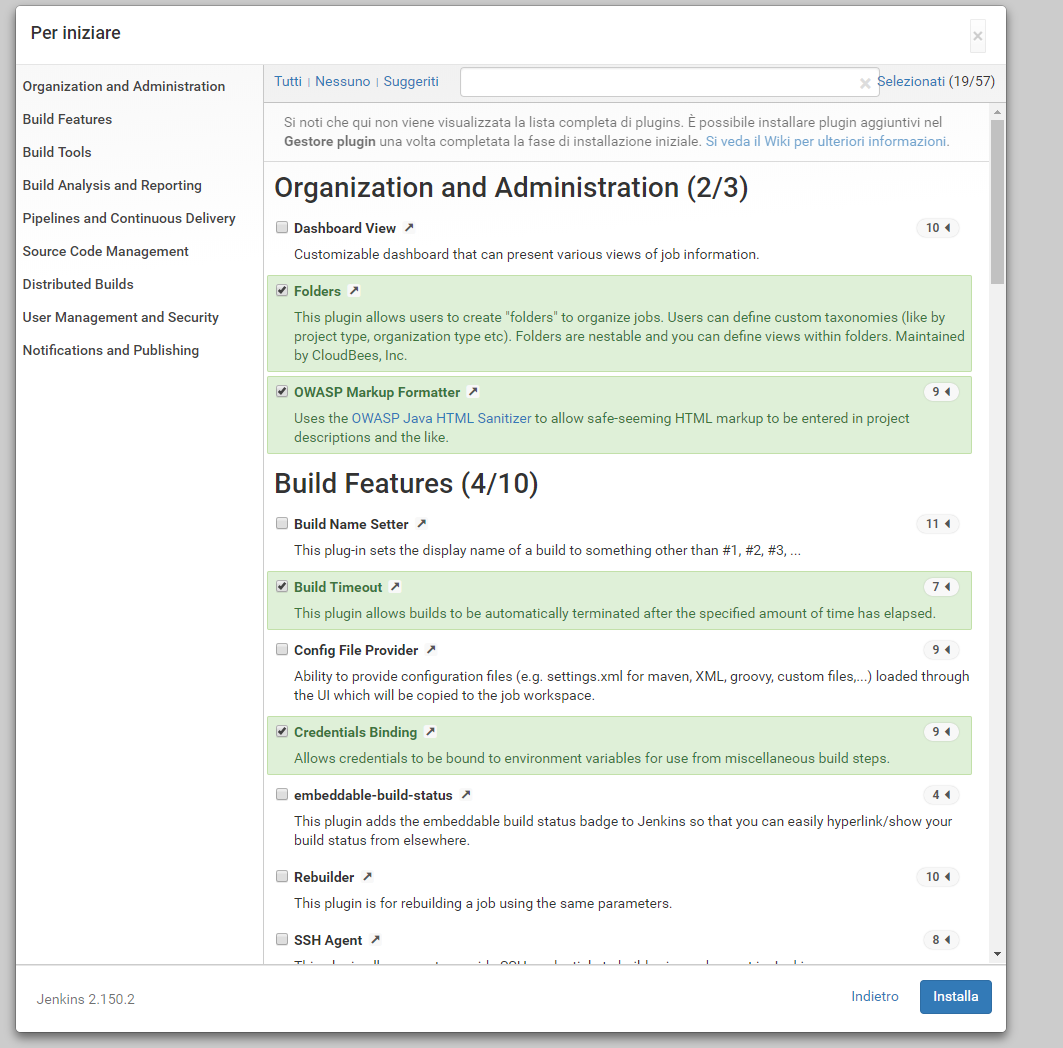 Per iniziare
×
Organization and Administration
Build Features
Build Tools
Build Analysis and Reporting
Pipelines and Continuous Delivery
Source Code Management
Distributed Builds
User Management and Security
Notifications and Publishing
Tutti | Nessuno | Suggeriti
Selezionati (19/57)
Si noti che qui non viene visualizzata la lista completa di plugins. È possibile installare plugin aggiuntivi nel
Gestore plugin una volta completata la fase di installazione iniziale. Si veda il Wiki per ulteriori informazioni.
Organization and Administration (2/3)
Dashboard View 10
Customizable dashboard that can present various views of job information.
Folders
This plugin allows users to create "folders" to organize jobs. Users can define custom taxonomies (like by
project type, organization type etc). Folders are nestable and you can define views within folders. Maintained
by CloudBees, Inc.
OWASP Markup Formatter 9
Uses the OWASP Java HTML Sanitizer to allow safe-seeming HTML markup to be entered in project
descriptions and the like.
Build Features (4/10)
Build Name Setter 11
This plug-in sets the display name of a build to something other than #1, #2, #3, ...
Build Timeout 7
This plugin allows builds to be automatically terminated after the specified amount of time has elapsed.
Config File Provider 9
Ability to provide configuration files (e.g. settings.xml for maven, XML, groovy, custom files,...) loaded through
the UI which will be copied to the job workspace.
Credentials Binding 9
Allows credentials to be bound to environment variables for use from miscellaneous build steps.
embeddable-build-status 4
This plugin adds the embeddable build status badge to Jenkins so that you can easily hyperlink/show your
build status from elsewhere.
Rebuilder 10
This plugin is for rebuilding a job using the same parameters.
SSH Agent 8
Jenkins 2.150.2
Indietro
Installa